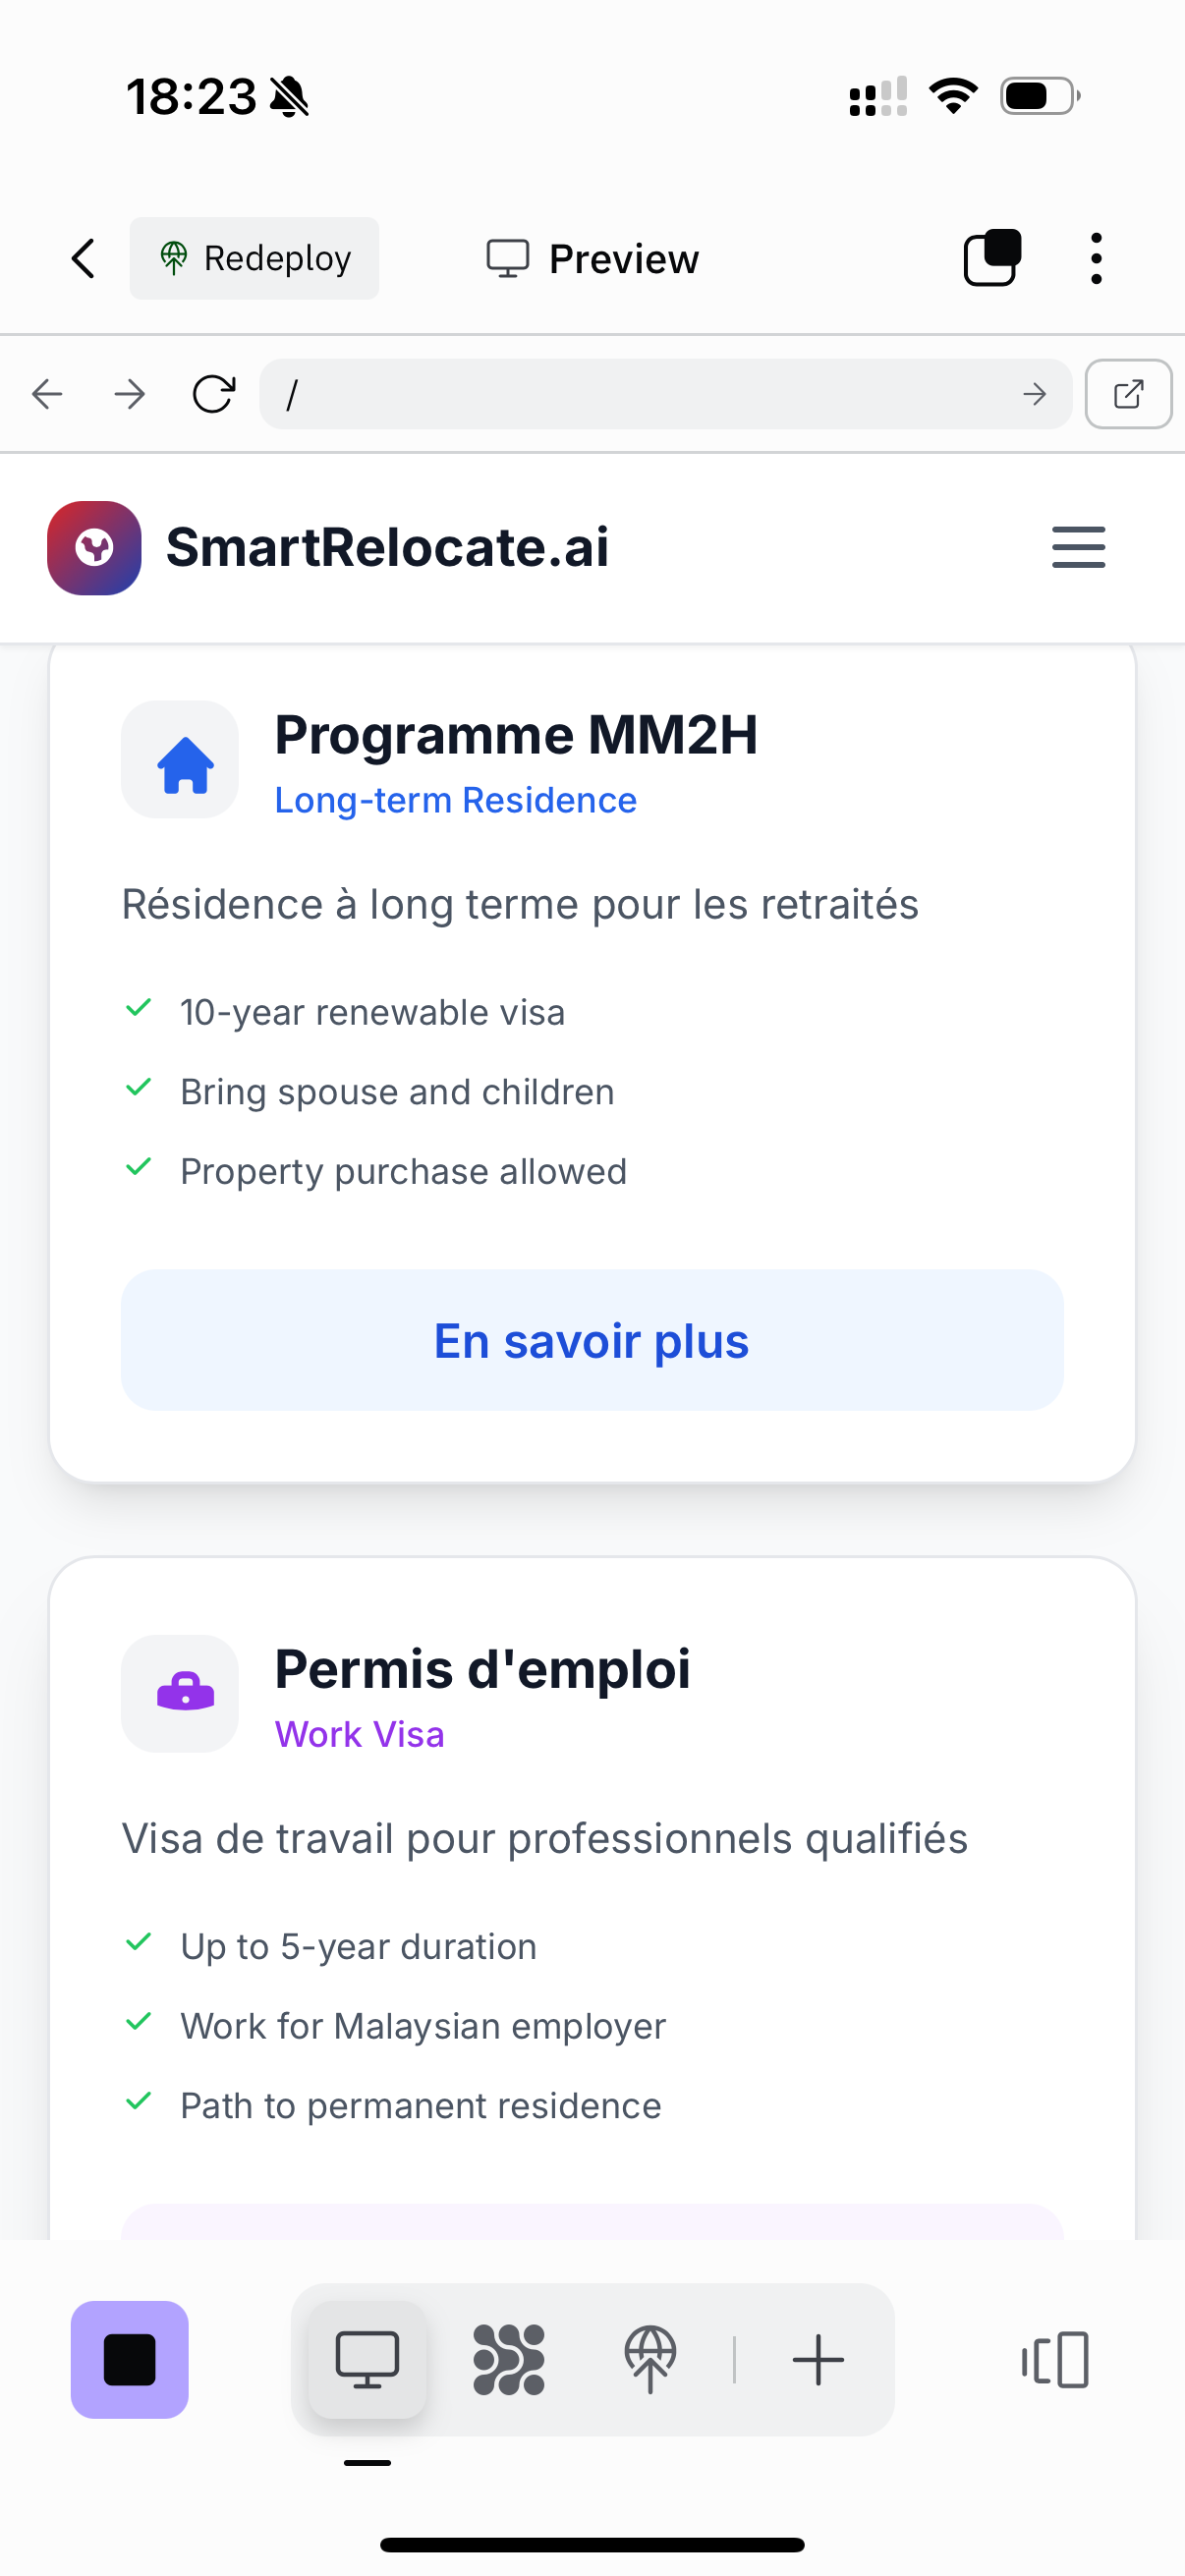 18:23
Redeploy
Preview
/
SmartRelocate.ai
Programme MM2H
Long-term Residence
Résidence à long terme pour les retraités
10-year renewable visa
Bring spouse and children
Property purchase allowed
En savoir plus
Permis d'emploi
Work Visa
Visa de travail pour professionnels qualifiés
Up to 5-year duration
Work for Malaysian employer
Path to permanent residence